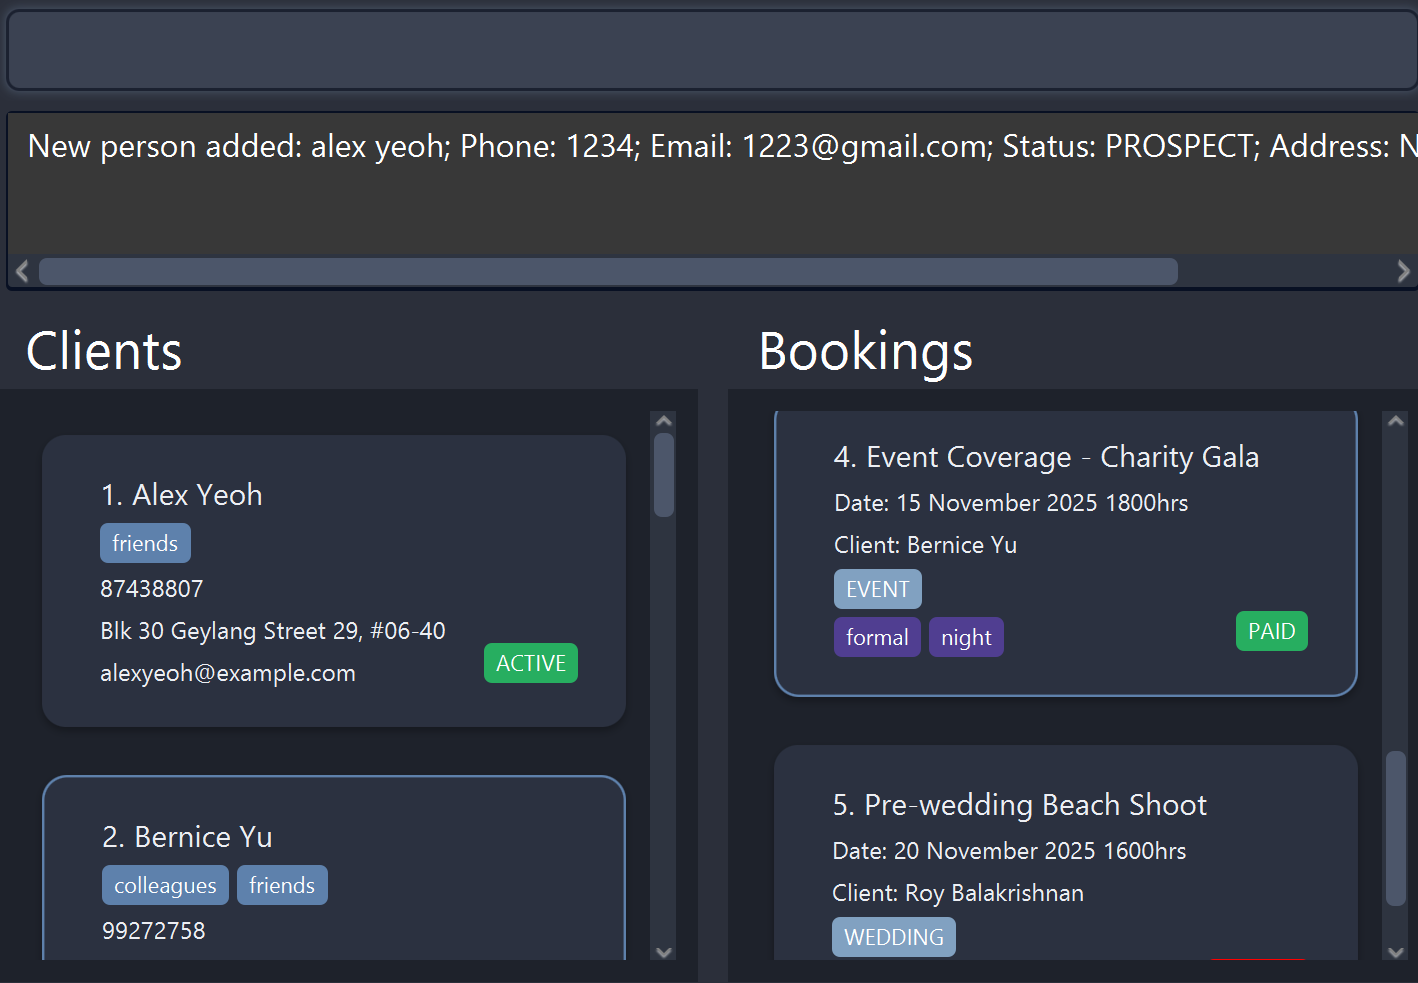 New person added: alex yeoh; Phone: 1234; Email: 1223@gmail.com; Status: PROSPECT; Address: N
Clients
1. Alex Yeoh
friends
87438807
Blk 30 Geylang Street 29, #06-40
alexyeoh@example.com
ACTIVE
2. Bernice Yu
colleagues friends
99272758
Bookings
4. Event Coverage - Charity Gala
Date: 15 November 2025 1800hrs
Client: Bernice Yu
EVENT
formal night
PAID
5. Pre-wedding Beach Shoot
Date: 20 November 2025 1600hrs
Client: Roy Balakrishnan
WEDDING